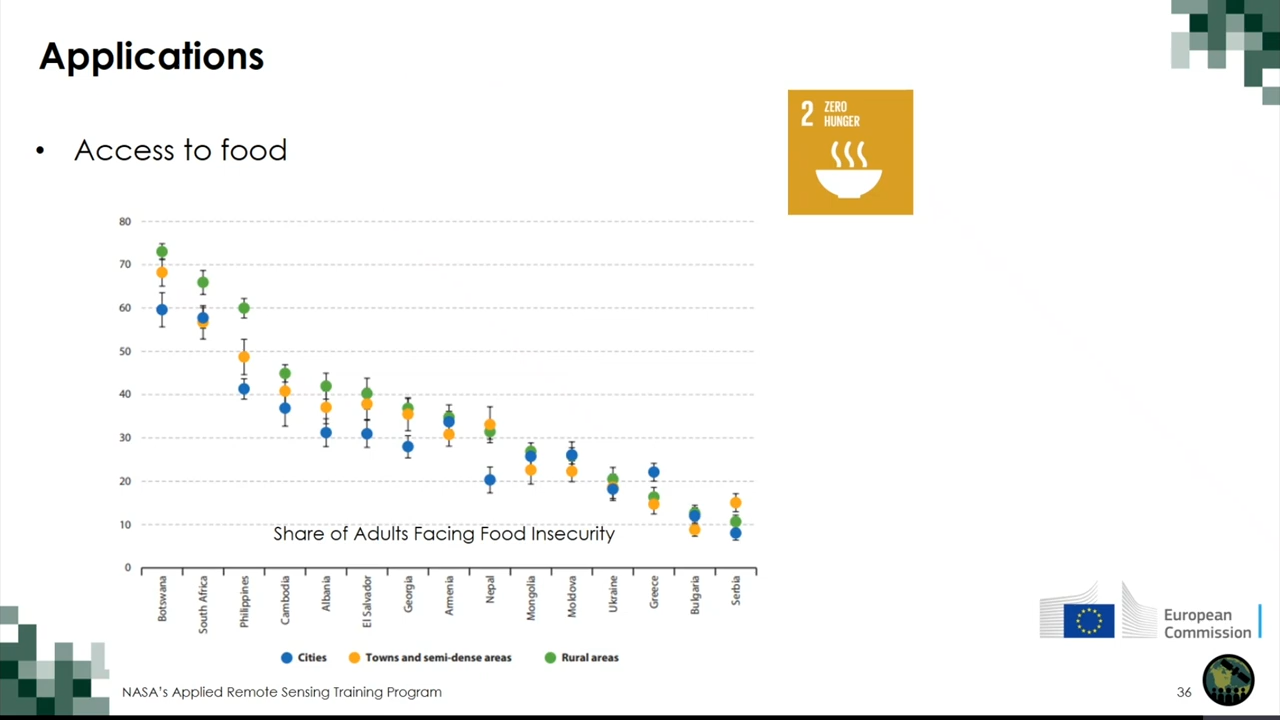 Applications
• Access to food
2 ZERO
HUNGER
80
70
60
50
40
30
20
10
0
Share of Adults Facing Food Insecurity
Botswana
South Africa
Philippines
Cambodia
Albania
El Salvador
Georgia
Armenia
Nepal
Mongolia
Moldova
Ukraine
Greece
Bulgaria
Serbia
Cities Towns and semi-dense areas Rural areas
European
Commission
NASA's Applied Remote Sensing Training Program
36